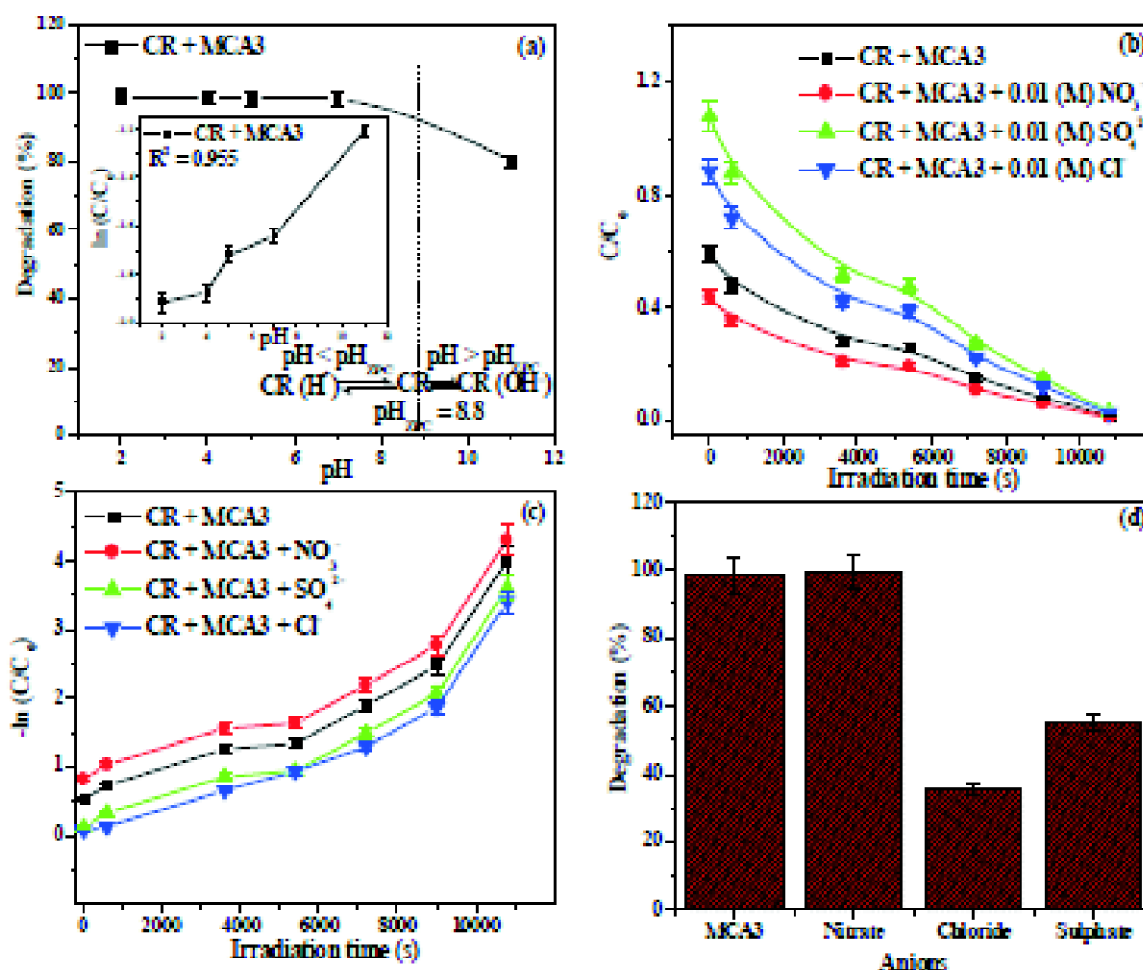 (a)
CR + MCA3
120
100
80
60
40
20
0
Degradation (%)
2
4
6
8
10
12
pH
CR + MCA3
R² = 0.955
ln (C/C₀)
pH
pH < pH_ZPC
pH > pH_ZPC
CR (H
CR
CR (OH
pH_ZPC = 8.8
(b)
CR + MCA3
CR + MCA3 + 0.01 (M) NO₃⁻
CR + MCA3 + 0.01 (M) SO₄²⁻
CR + MCA3 + 0.01 (M) Cl
1.2
0.8
0.4
0.0
C/C₀
0
2000
4000
6000
8000
10000
Irradiation time (s)
(c)
CR + MCA3
CR + MCA3 + NO₃⁻
CR + MCA3 + SO₄²⁻
CR + MCA3 + Cl
5
4
3
2
1
0
-ln (C/C₀)
0
2000
4000
6000
8000
10000
Irradiation time (s)
(d)
120
100
80
60
40
20
0
Degradation (%)
MCA3
Nitrate
Chloride
Sulphate
Anions